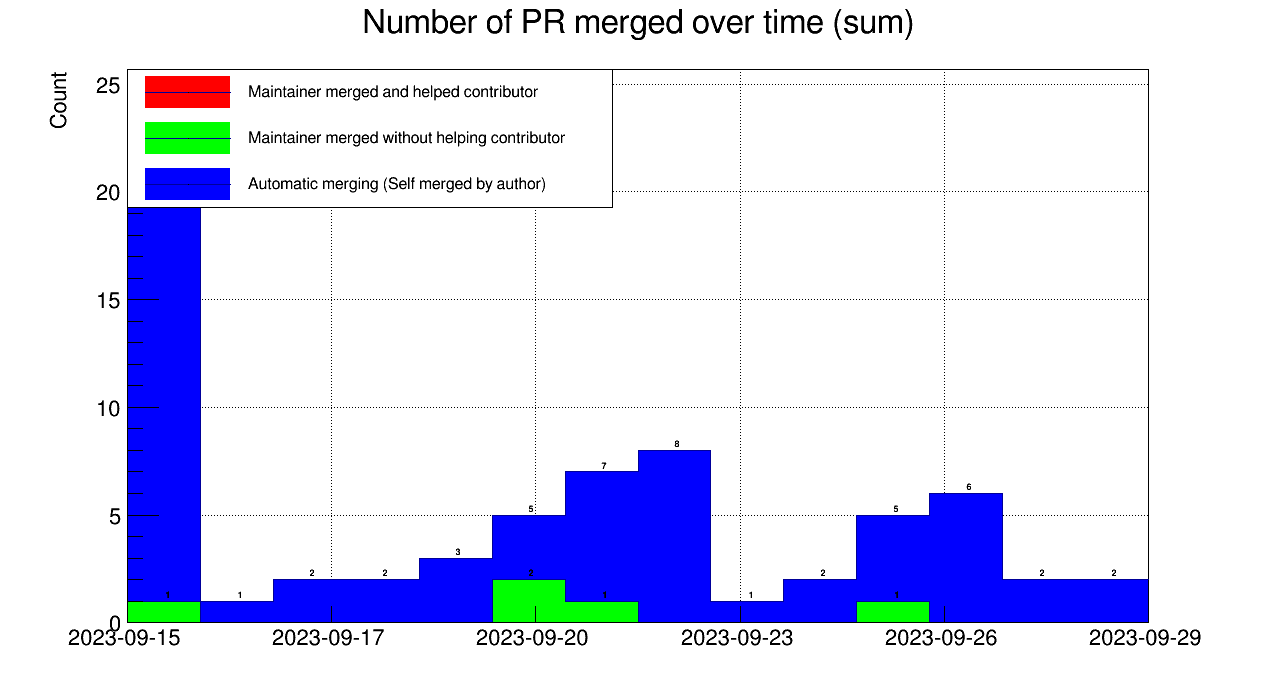 Number of PR merged over time (sum)
Count
25
20
15
10
5
0
Maintainer merged and helped contributor
Maintainer merged without helping contributor
Automatic merging (Self merged by author)
1 1 2 2 3 5 2 7 1 8 1 2 5 1 6 2 2
2023-09-15 2023-09-17 2023-09-20 2023-09-23 2023-09-26 2023-09-29